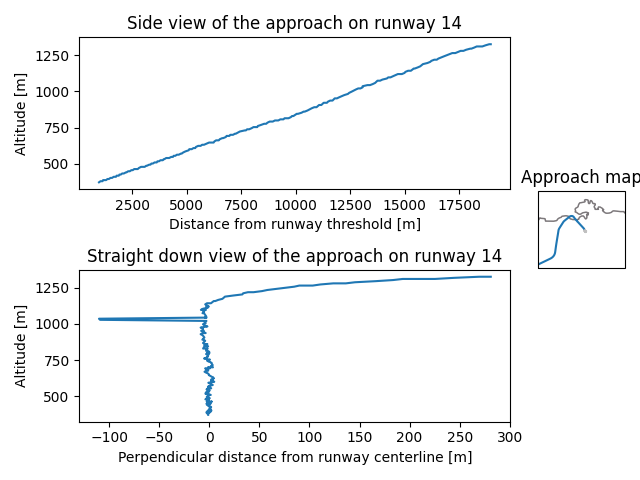 Side view of the approach on runway 14
1250
1000
750
500
Altitude [m]
2500 5000 7500 10000 12500 15000 17500
Distance from runway threshold [m]
Approach map
Straight down view of the approach on runway 14
1250
1000
750
500
Altitude [m]
−100 −50 0 50 100 150 200 250 300
Perpendicular distance from runway centerline [m]